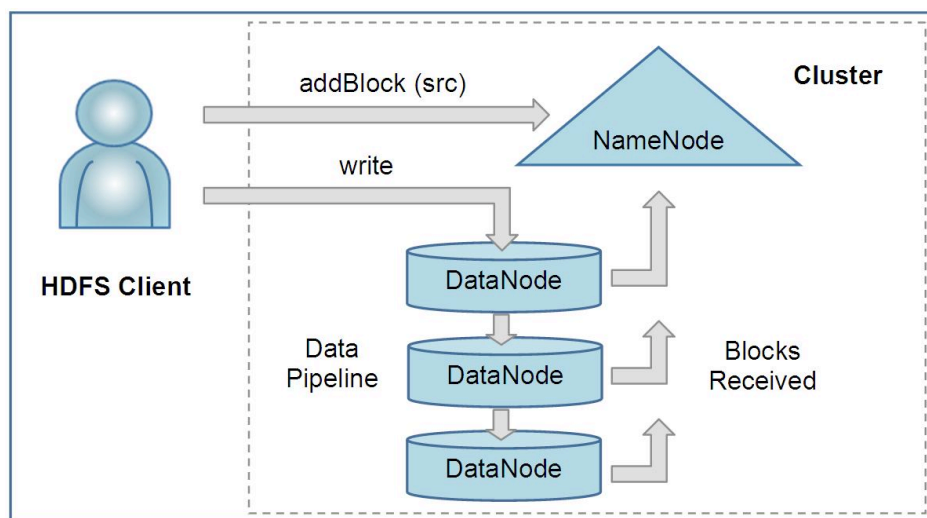 addBlock (src)
Cluster
NameNode
write
HDFS Client
DataNode
Data
Pipeline
DataNode
Blocks
Received
DataNode